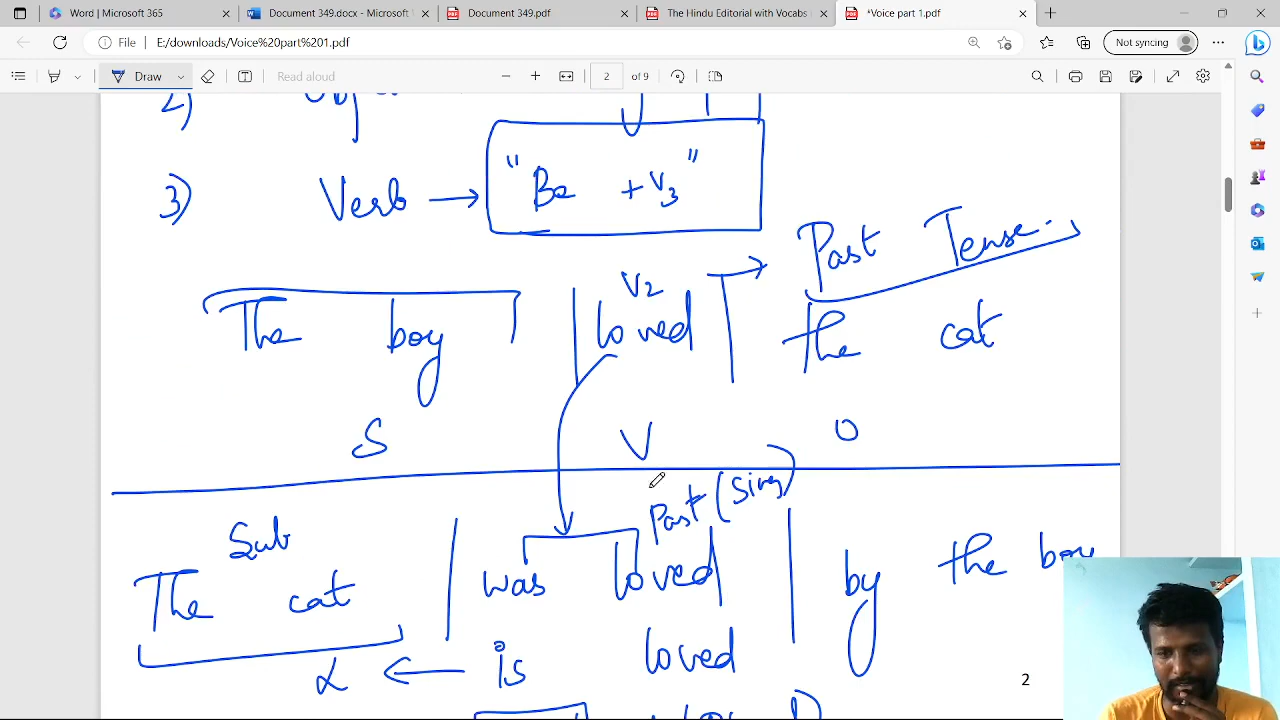 Word | Microsoft 365
Document 349.docx - Microsoft
Document 349.pdf
The Hindu Editorial with Vocabs
*Voice part 1.pdf
File
E:/downloads/Voice%20part%201.pdf
Not syncing
Draw
Read aloud
2
of 9
2)
3) Verb → "Be + V3"
Past Tense
V2
The boy loved the cat
S V O
Past (Sing)
Sub
The cat was loved by the boy
is loved
2